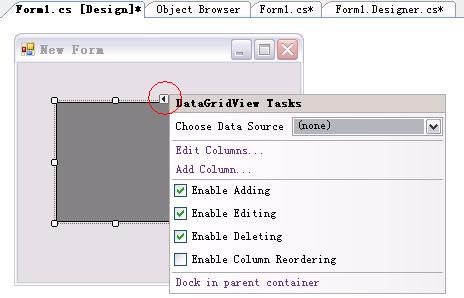 Form1.cs [Design]* Object Browser Form1.cs* Form1.Designer.cs*
New Form
DataGridView Tasks
Choose Data Source (none)
Edit Columns...
Add Column...
Enable Adding
Enable Editing
Enable Deleting
Enable Column Reordering
Dock in parent container